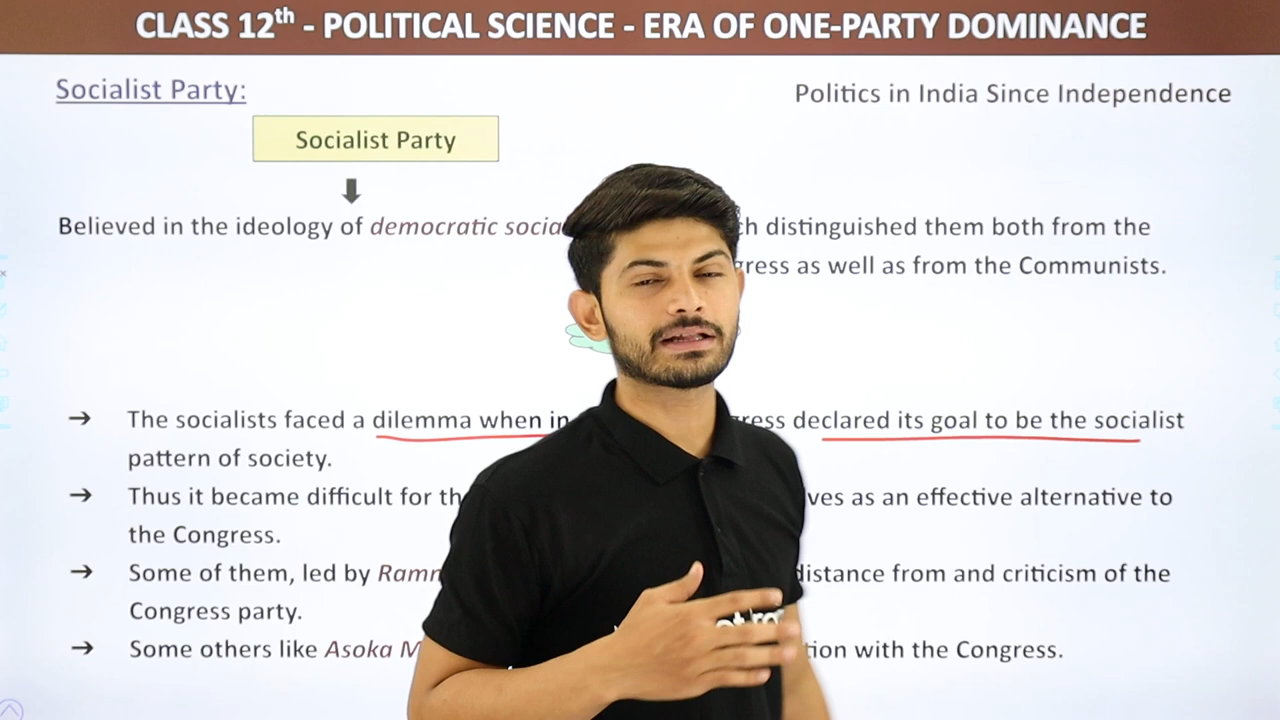 CLASS 12th - POLITICAL SCIENCE - ERA OF ONE-PARTY DOMINANCE
Socialist Party:
Politics in India Since Independence
Socialist Party
Believed in the ideology of democratic socia ch distinguished them both from the
gress as well as from the Communists.
→ The socialists faced a dilemma when in gress declared its goal to be the socialist
pattern of society.
→ Thus it became difficult for th ves as an effective alternative to
the Congress.
→ Some of them, led by Ramm distance from and criticism of the
Congress party.
→ Some others like Asoka M tion with the Congress.